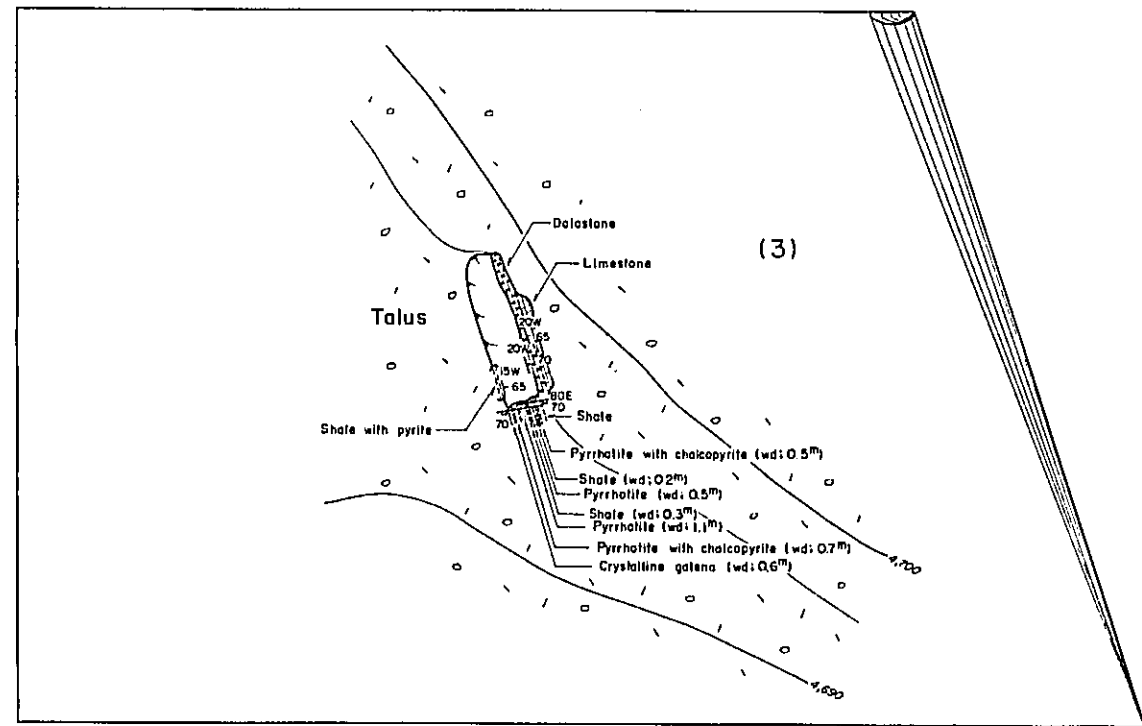 Dolostone
(3)
Limestone
Talus
20W
65
20W
70
15W
65
80E
70
70
Shale
Shale with pyrite
Pyrrhotite with chalcopyrite (wd; 0.5m)
Shale (wd; 0.2m)
Pyrrhotite (wd; 0.5m)
Shale (wd; 0.3m)
Pyrrhotite (wd; 1.1m)
Pyrrhotite with chalcopyrite (wd; 0.7m)
Crystalline galena (wd; 0.6m)
4,700
4,690